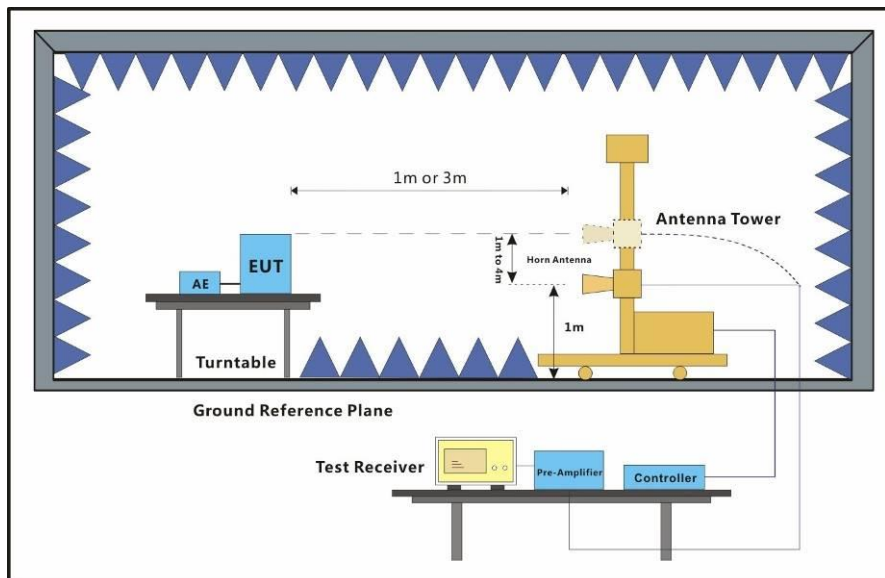 1m or 3m
Antenna Tower
1m to 4m
Horn Antenna
EUT
AE
1m
Turntable
Ground Reference Plane
Test Receiver
Pre-Amplifier
Controller